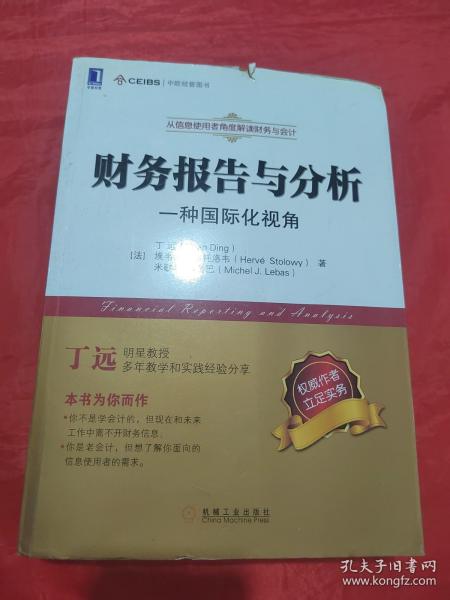 华章教育
CEIBS | 中欧经管图书
从信息使用者角度解读财务与会计
财务报告与分析
一种国际化视角
丁远 Ding)
[法] 埃韦 托洛韦(Hervé Stolowy) 著
米 巴(Michel J. Lebas)
Financial Reporting and Analysis
丁远 明星教授
多年教学和实践经验分享
权威作者
立足实务
本书为你而作
•你不是学会计的，但现在和未来
工作中离不开财务信息。
•你是老会计，但想了解你面向的
信息使用者的需求。
机械工业出版社
China Machine Press
孔夫子旧书网
www.kongfz.com